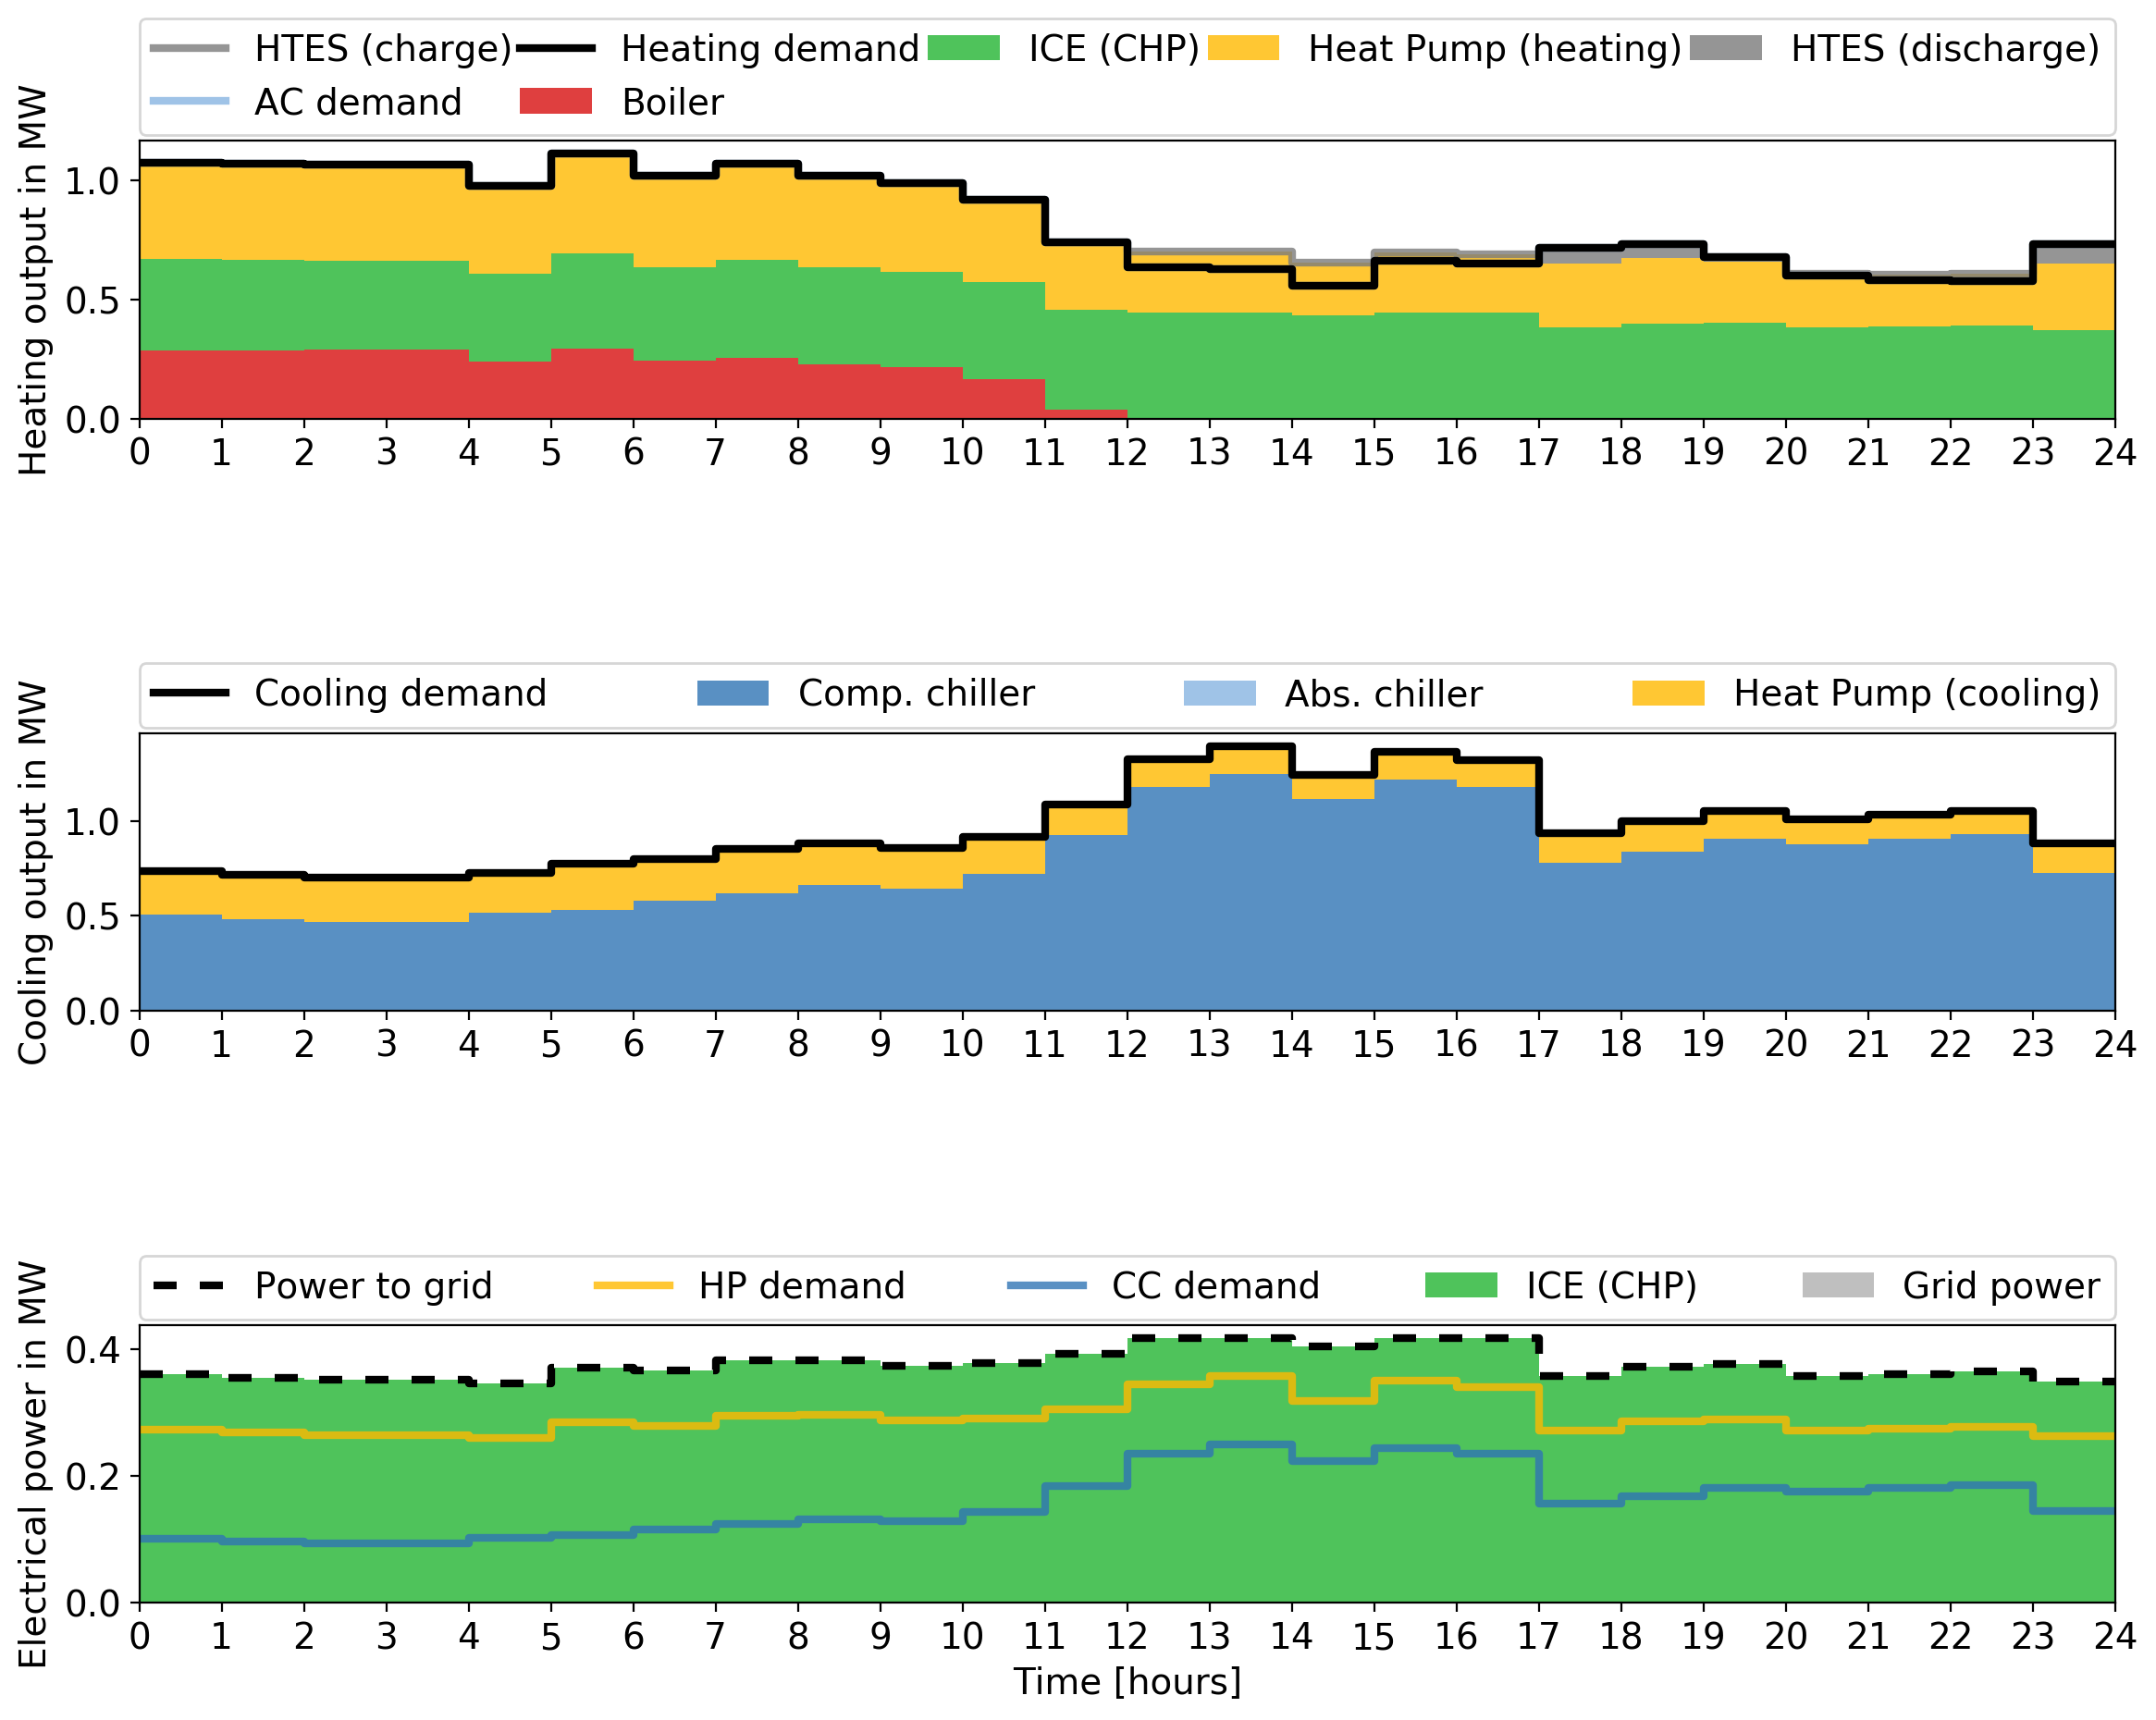 HTES (charge) Heating demand ICE (CHP) Heat Pump (heating) HTES (discharge)
AC demand Boiler
Heating output in MW
1.0
0.5
0.0
0 1 2 3 4 5 6 7 8 9 10 11 12 13 14 15 16 17 18 19 20 21 22 23 24
Cooling demand Comp. chiller Abs. chiller Heat Pump (cooling)
Cooling output in MW
1.0
0.5
0.0
0 1 2 3 4 5 6 7 8 9 10 11 12 13 14 15 16 17 18 19 20 21 22 23 24
Power to grid HP demand CC demand ICE (CHP) Grid power
Electrical power in MW
0.4
0.2
0.0
0 1 2 3 4 5 6 7 8 9 10 11 12 13 14 15 16 17 18 19 20 21 22 23 24
Time [hours]